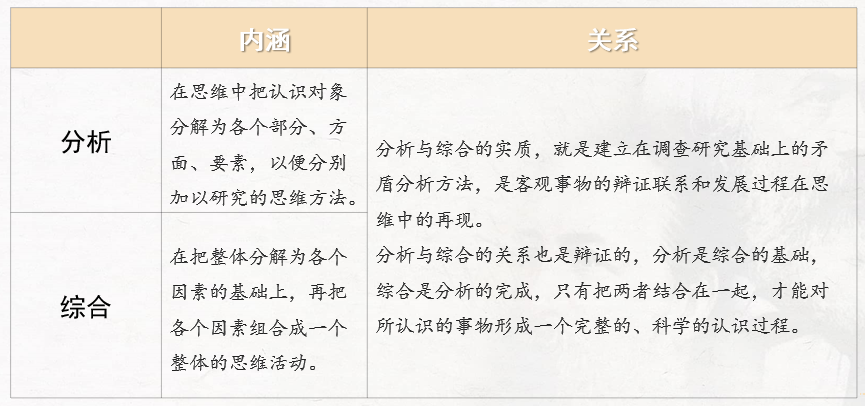 内涵
关系
分析
在思维中把认识对象
分解为各个部分、方
面、要素，以便分别
加以研究的思维方法。
综合
在把整体分解为各个
因素的基础上，再把
各个因素组合成一个
整体的思维活动。
分析与综合的实质，就是建立在调查研究基础上的矛
盾分析方法，是客观事物的辩证联系和发展过程在思
维中的再现。
分析与综合的关系也是辩证的，分析是综合的基础，
综合是分析的完成，只有把两者结合在一起，才能对
所认识的事物形成一个完整的、科学的认识过程。